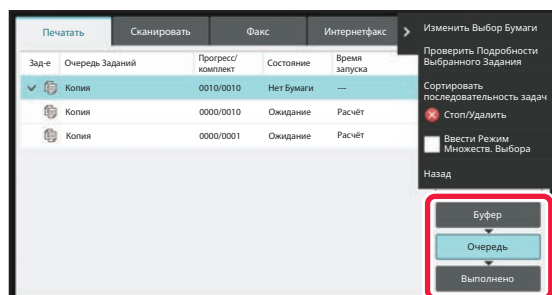 Печатать Сканировать Факс Интернетфакс
Зад-е Очередь Заданий Прогресс/комплект Состояние Время запуска
Копия 0010/0010 Нет Бумаги ---
Копия 0000/0010 Ожидание Расчёт
Копия 0000/0001 Ожидание Расчёт
Изменить Выбор Бумаги
Проверить Подробности
Выбранного Задания
Сортировать
последовательность задач
Стоп/Удалить
Ввести Режим
Множеств. Выбора
Назад
Буфер
Очередь
Выполнено